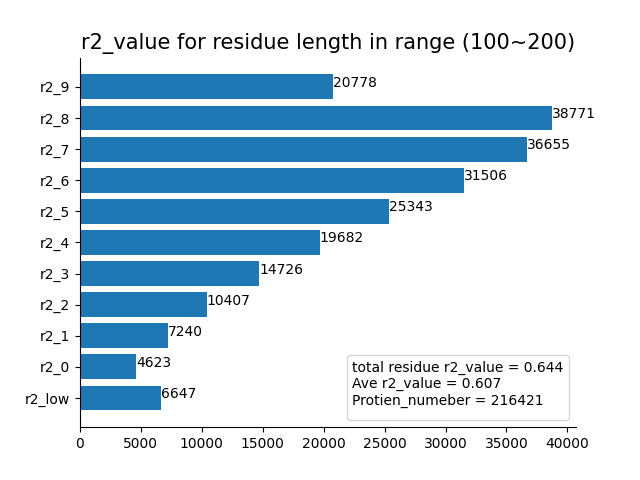 r2_value for residue length in range (100~200)
r2_9 20778
r2_8 38771
r2_7 36655
r2_6 31506
r2_5 25343
r2_4 19682
r2_3 14726
r2_2 10407
r2_1 7240
r2_0 4623
r2_low 6647
total residue r2_value = 0.644
Ave r2_value = 0.607
Protien_numeber = 216421
0 5000 10000 15000 20000 25000 30000 35000 40000